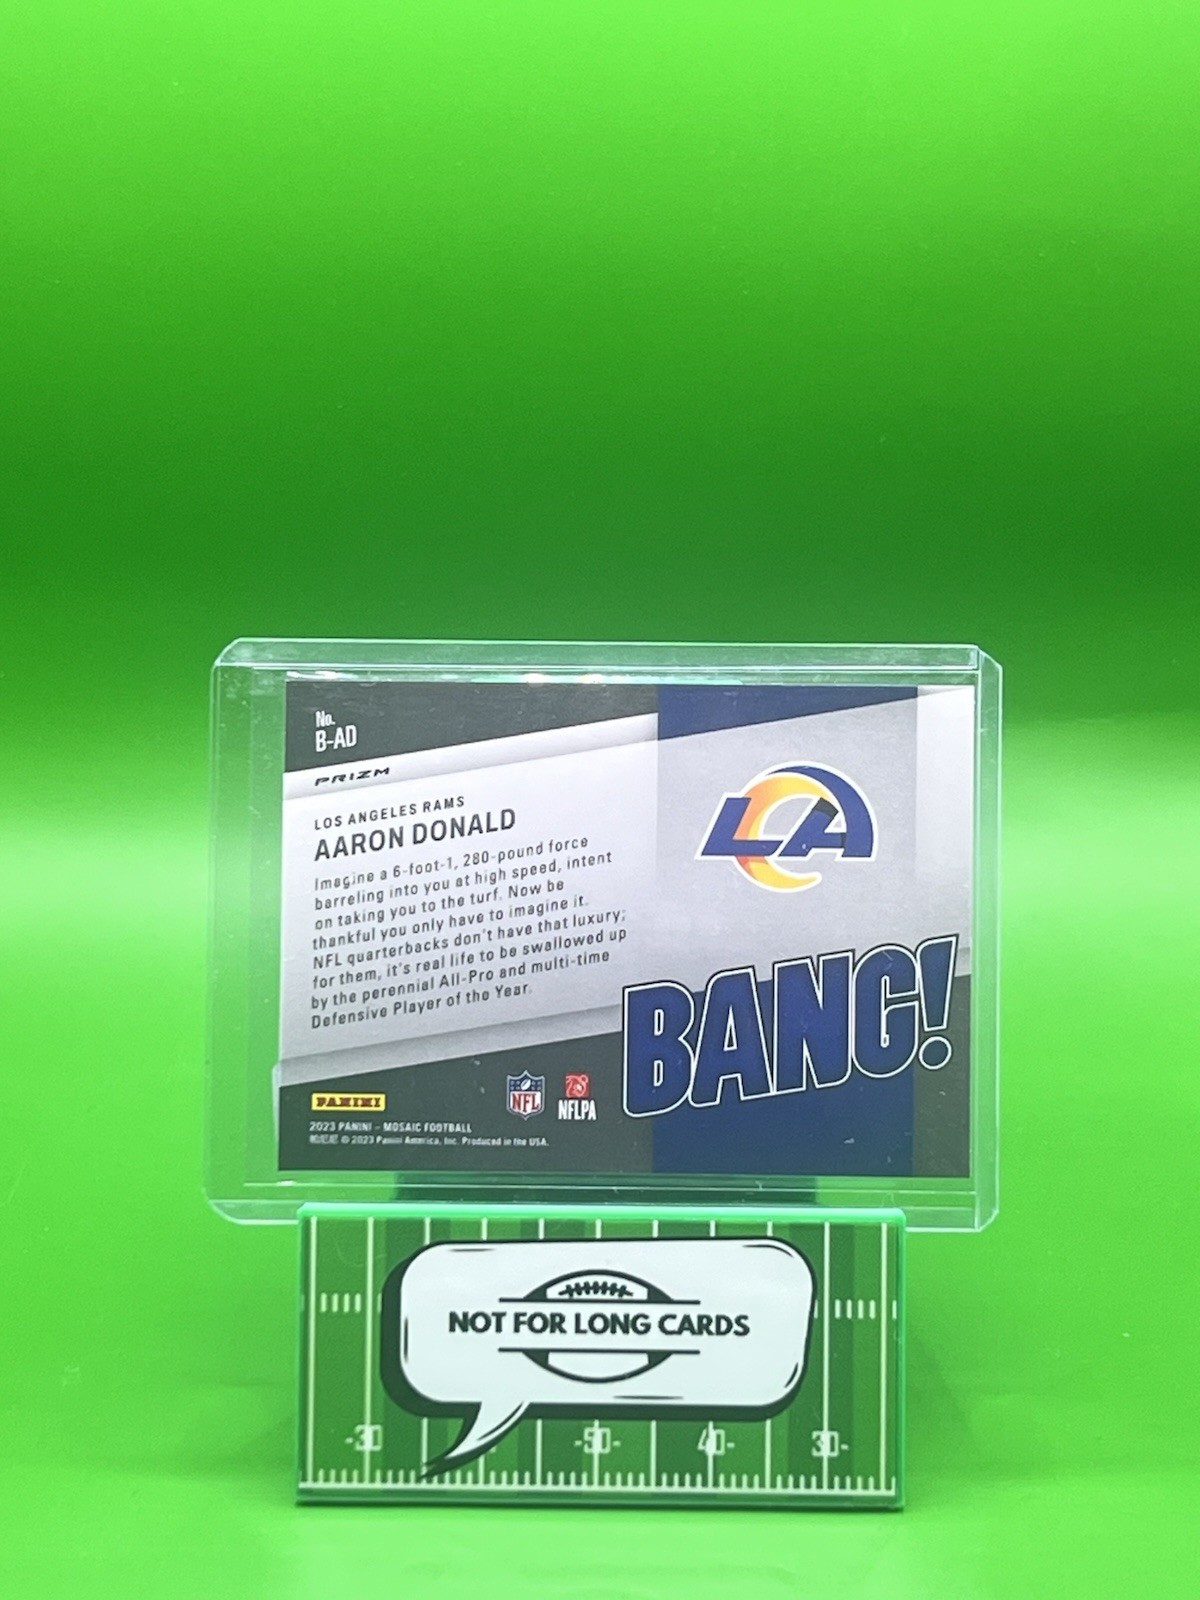 No.
B-AD
PRIZM
LOS ANGELES RAMS
AARON DONALD
Imagine a 6-foot-1, 280-pound force
barreling into you at high speed, intent
on taking you to the turf. Now be
thankful you only have to imagine it.
NFL quarterbacks don't have that luxury;
for them, it's real life to be swallowed up
by the perennial All-Pro and multi-time
Defensive Player of the Year.
LA
BANG!
PANINI
NFL
NFLPA
2023 PANINI – MOSAIC FOOTBALL
© 2023 Panini America, Inc. Produced in the USA.
NOT FOR LONG CARDS
-30 -50- 40- 30-